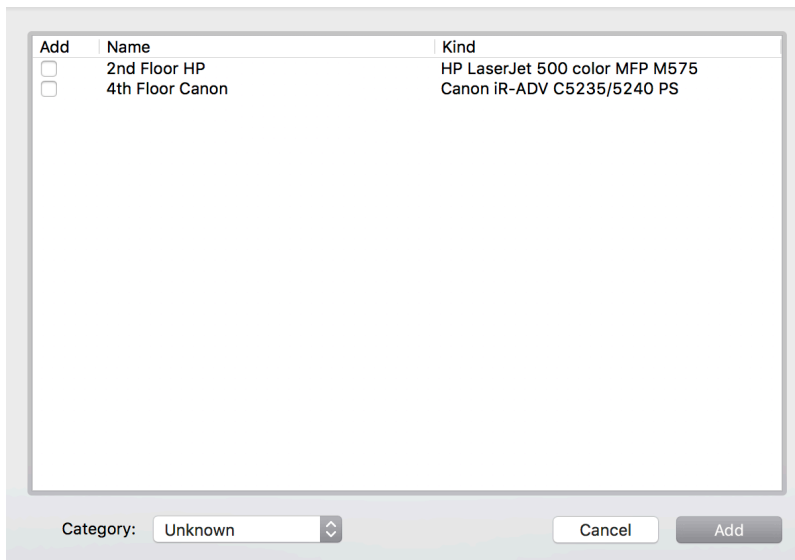 Add Name Kind
2nd Floor HP HP LaserJet 500 color MFP M575
4th Floor Canon Canon iR-ADV C5235/5240 PS
Category: Unknown Cancel Add